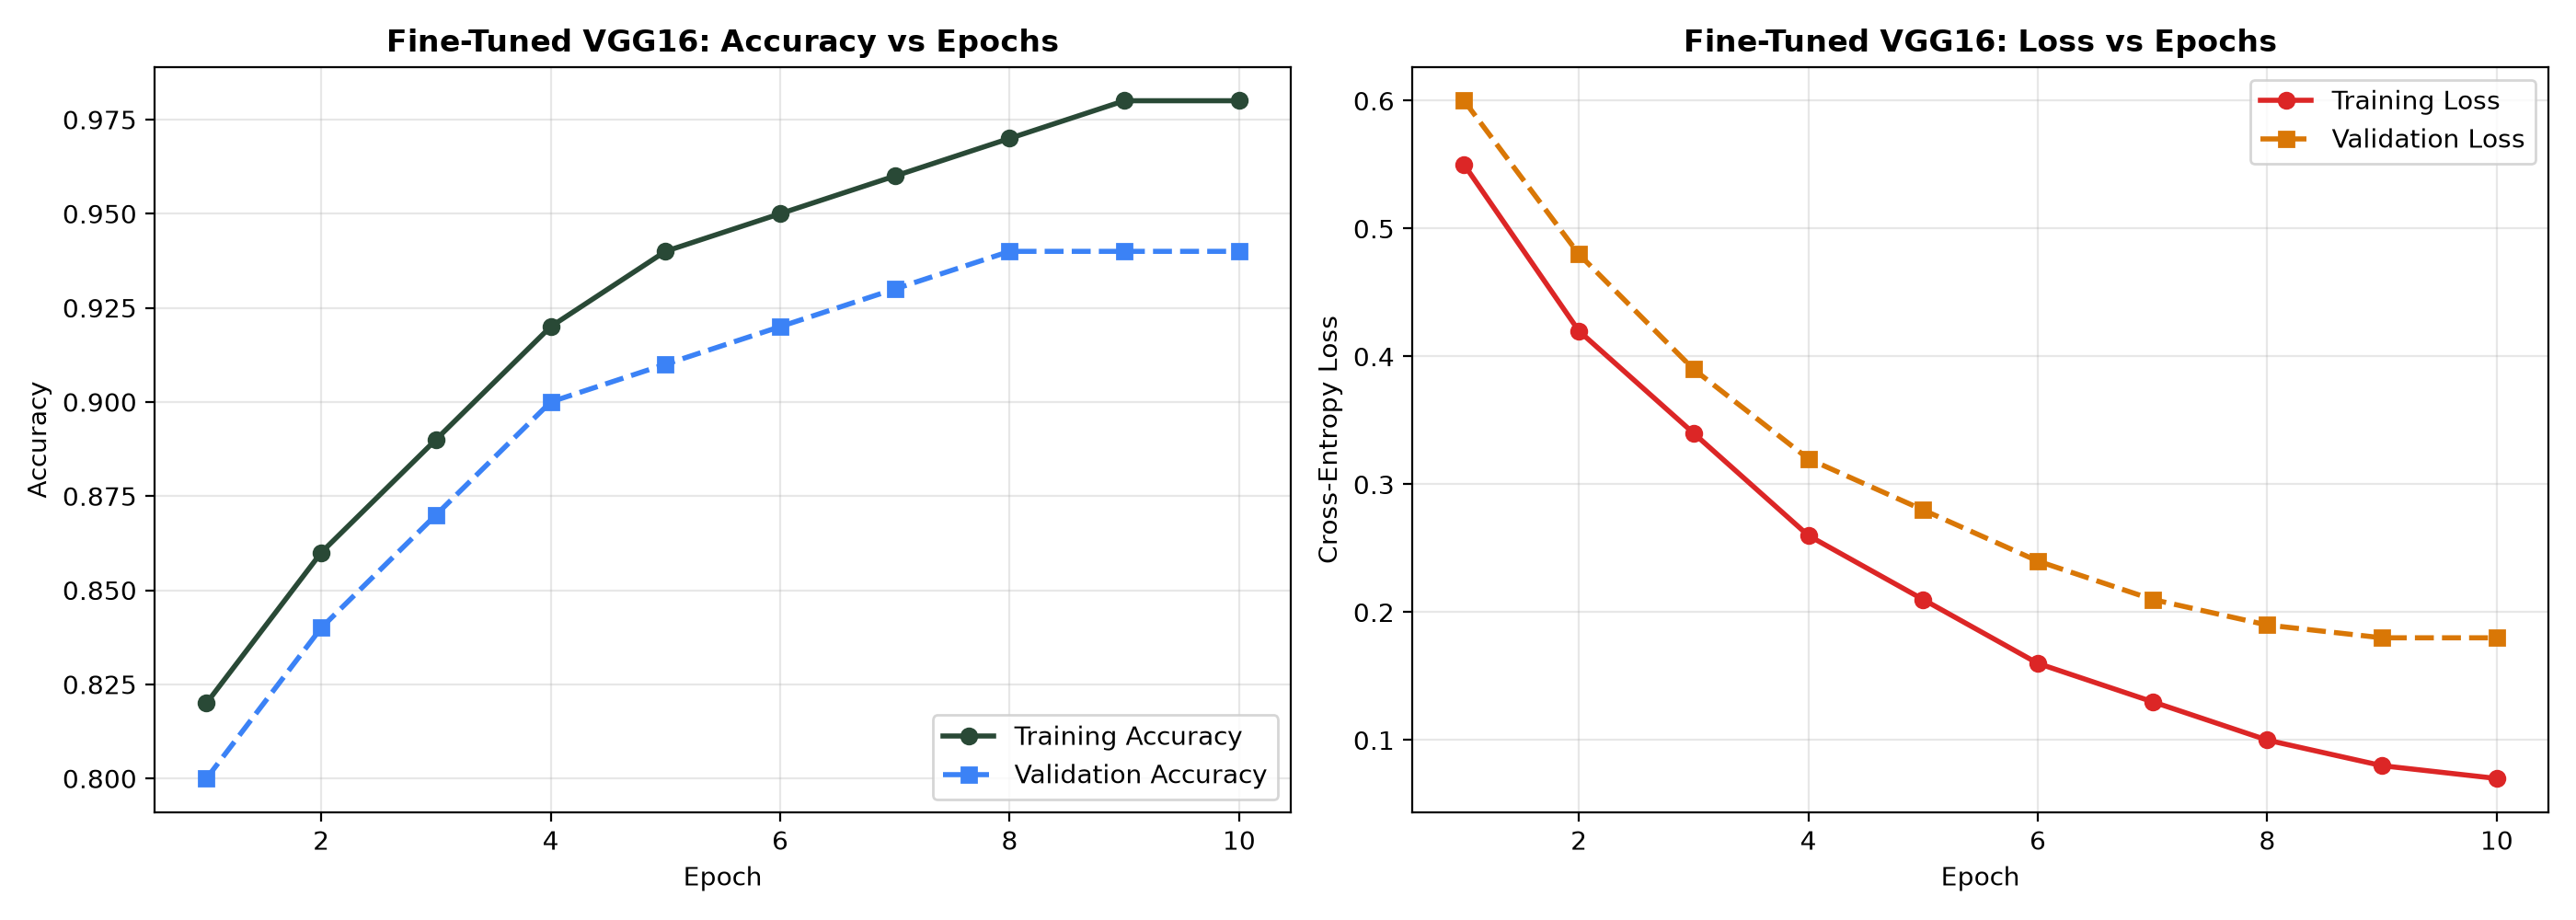 Fine-Tuned VGG16: Accuracy vs Epochs
0.975
0.950
0.925
0.900
0.875
0.850
0.825
0.800
Accuracy
Training Accuracy
Validation Accuracy
2 4 6 8 10
Epoch
Fine-Tuned VGG16: Loss vs Epochs
Training Loss
Validation Loss
0.6
0.5
0.4
0.3
0.2
0.1
Cross-Entropy Loss
2 4 6 8 10
Epoch